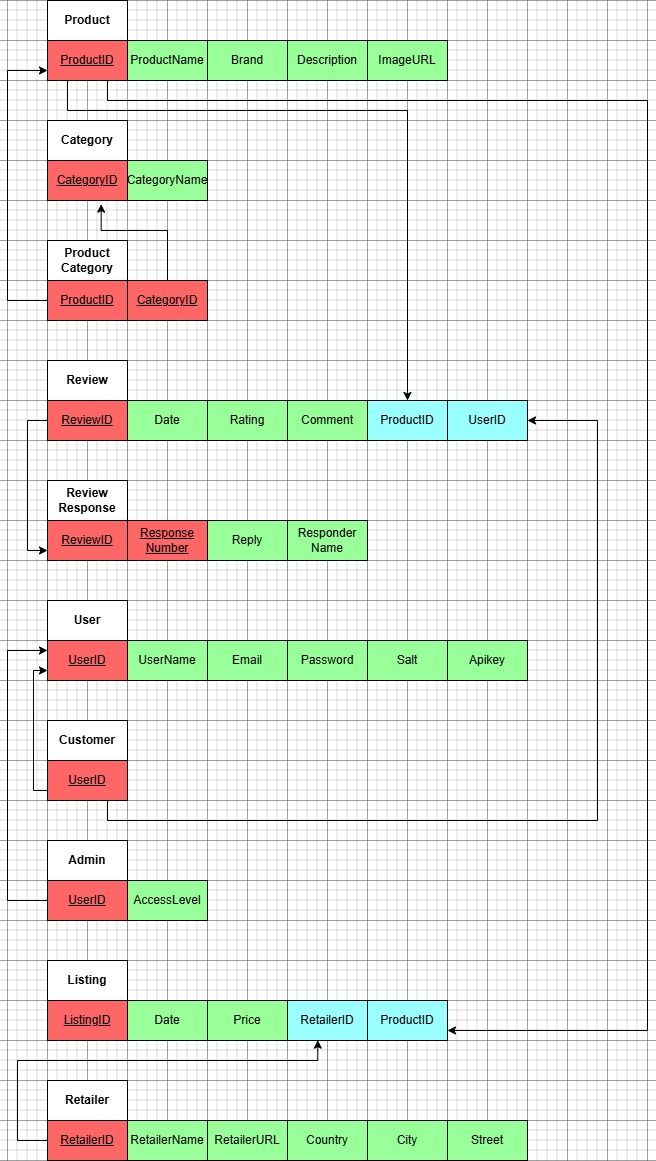 Product
ProductID ProductName Brand Description ImageURL
Category
CategoryID CategoryName
Product
Category
ProductID CategoryID
Review
ReviewID Date Rating Comment ProductID UserID
Review
Response
ReviewID Response Number Reply Responder Name
User
UserID UserName Email Password Salt Apikey
Customer
UserID
Admin
UserID AccessLevel
Listing
ListingID Date Price RetailerID ProductID
Retailer
RetailerID RetailerName RetailerURL Country City Street